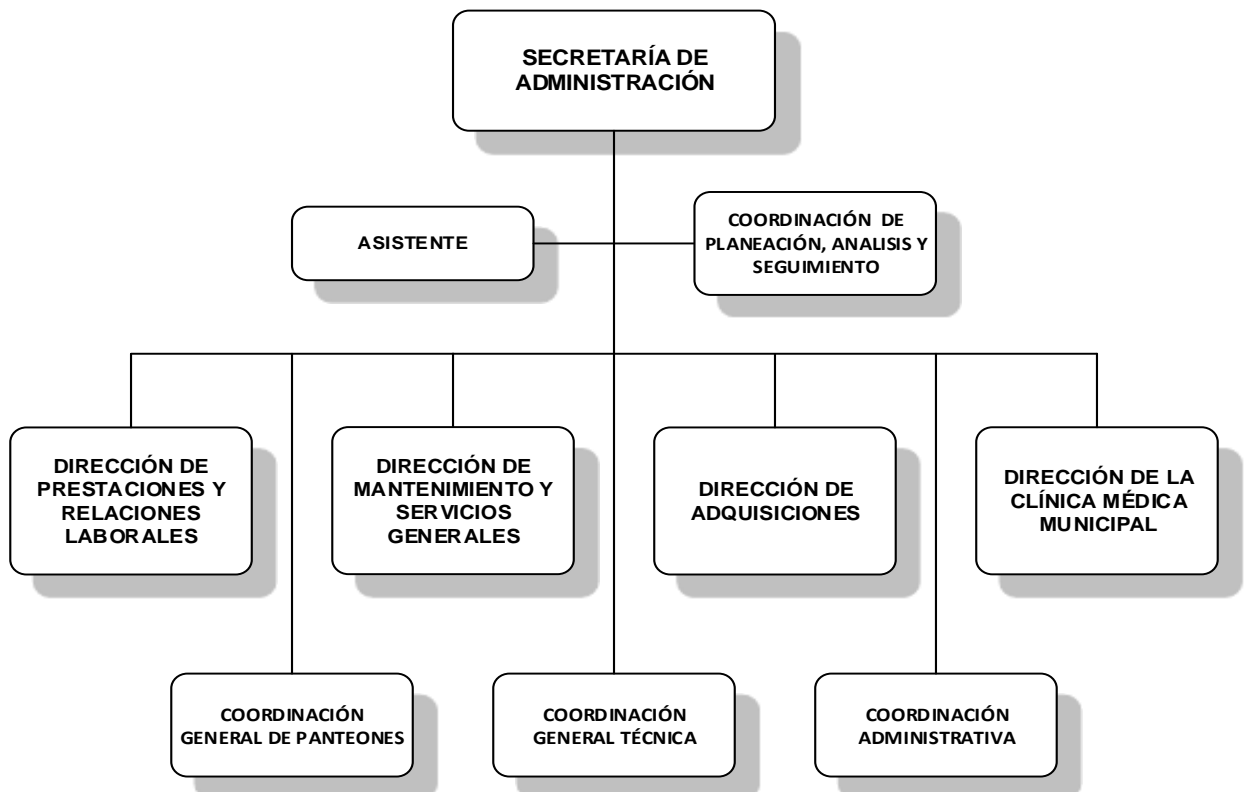 SECRETARÍA DE
ADMINISTRACIÓN
ASISTENTE
COORDINACIÓN DE
PLANEACIÓN, ANALISIS Y
SEGUIMIENTO
DIRECCIÓN DE
PRESTACIONES Y
RELACIONES
LABORALES
DIRECCIÓN DE
MANTENIMIENTO Y
SERVICIOS
GENERALES
DIRECCIÓN DE
ADQUISICIONES
DIRECCIÓN DE LA
CLÍNICA MÉDICA
MUNICIPAL
COORDINACIÓN
GENERAL DE PANTEONES
COORDINACIÓN
GENERAL TÉCNICA
COORDINACIÓN
ADMINISTRATIVA